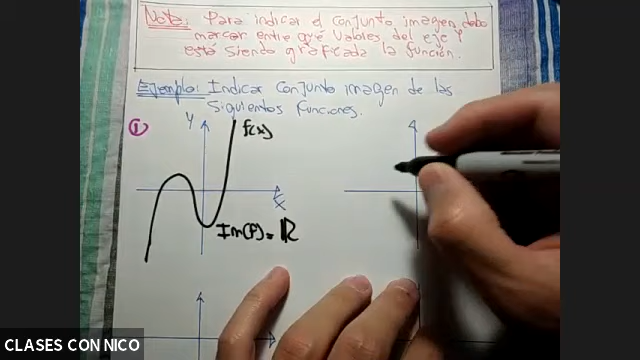 Nota: Para indicar el conjunto imagen, debo
marcar entre qué valores del eje Y
está siendo graficada la función.
Ejemplo: Indicar Conjunto imagen de las
siguientes funciones.
① Y f(x)
X
Im(f) = ℝ
CLASES CON NICO